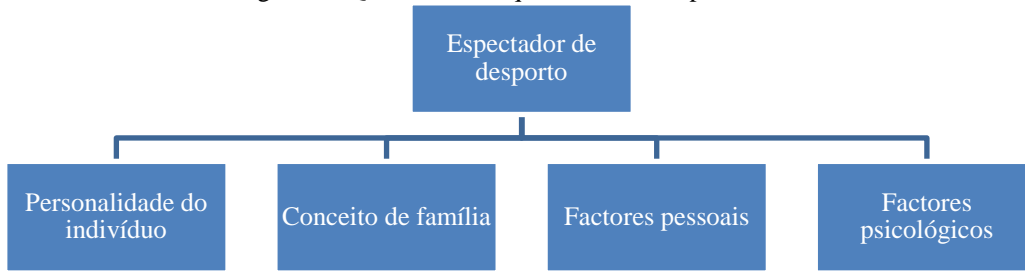 Espectador de
desporto
Personalidade do
indivíduo
Conceito de família
Factores pessoais
Factores
psicológicos